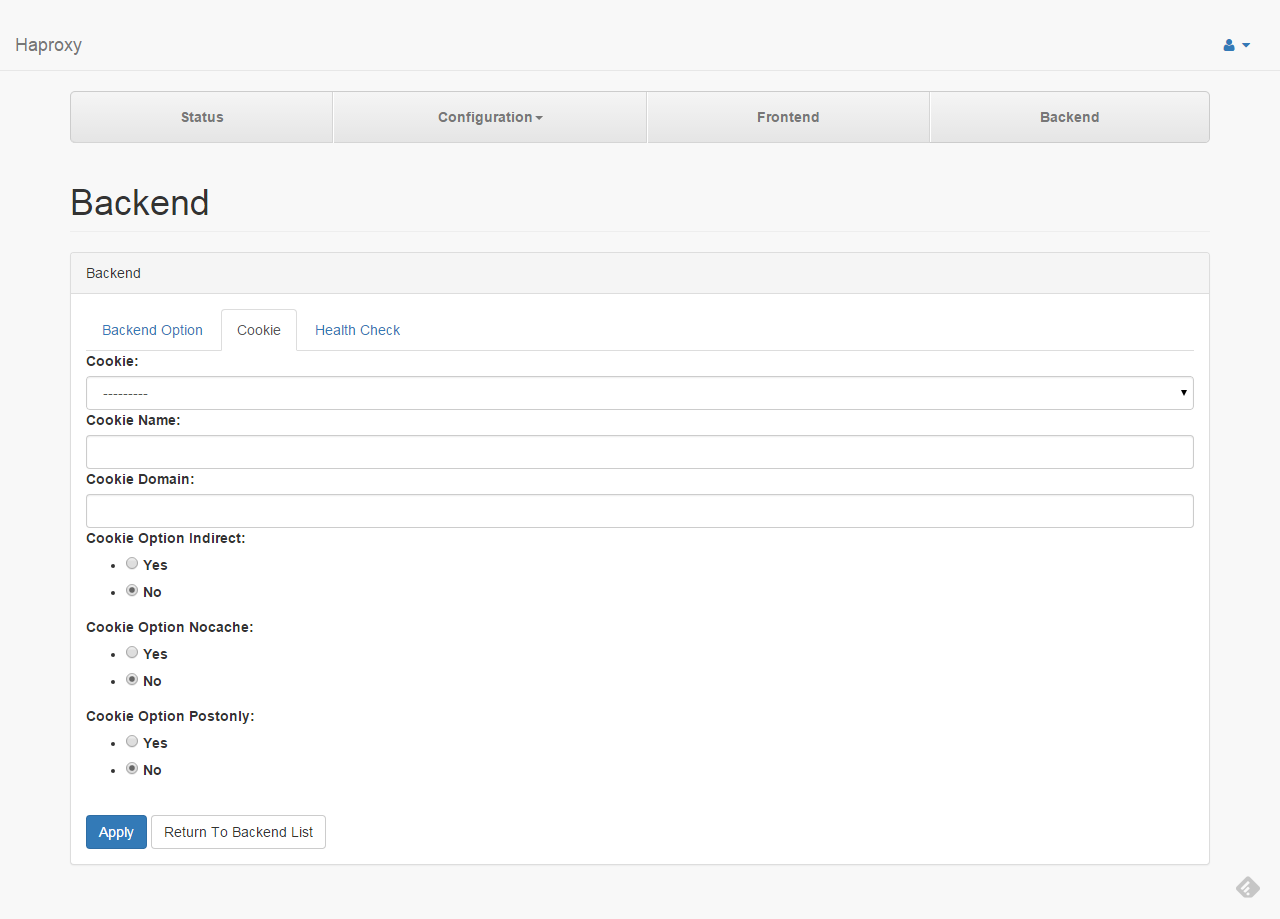 Haproxy
Status Configuration Frontend Backend
Backend
Backend
Backend Option Cookie Health Check
Cookie:
---------
Cookie Name:
Cookie Domain:
Cookie Option Indirect:
Yes
No
Cookie Option Nocache:
Yes
No
Cookie Option Postonly:
Yes
No
Apply Return To Backend List